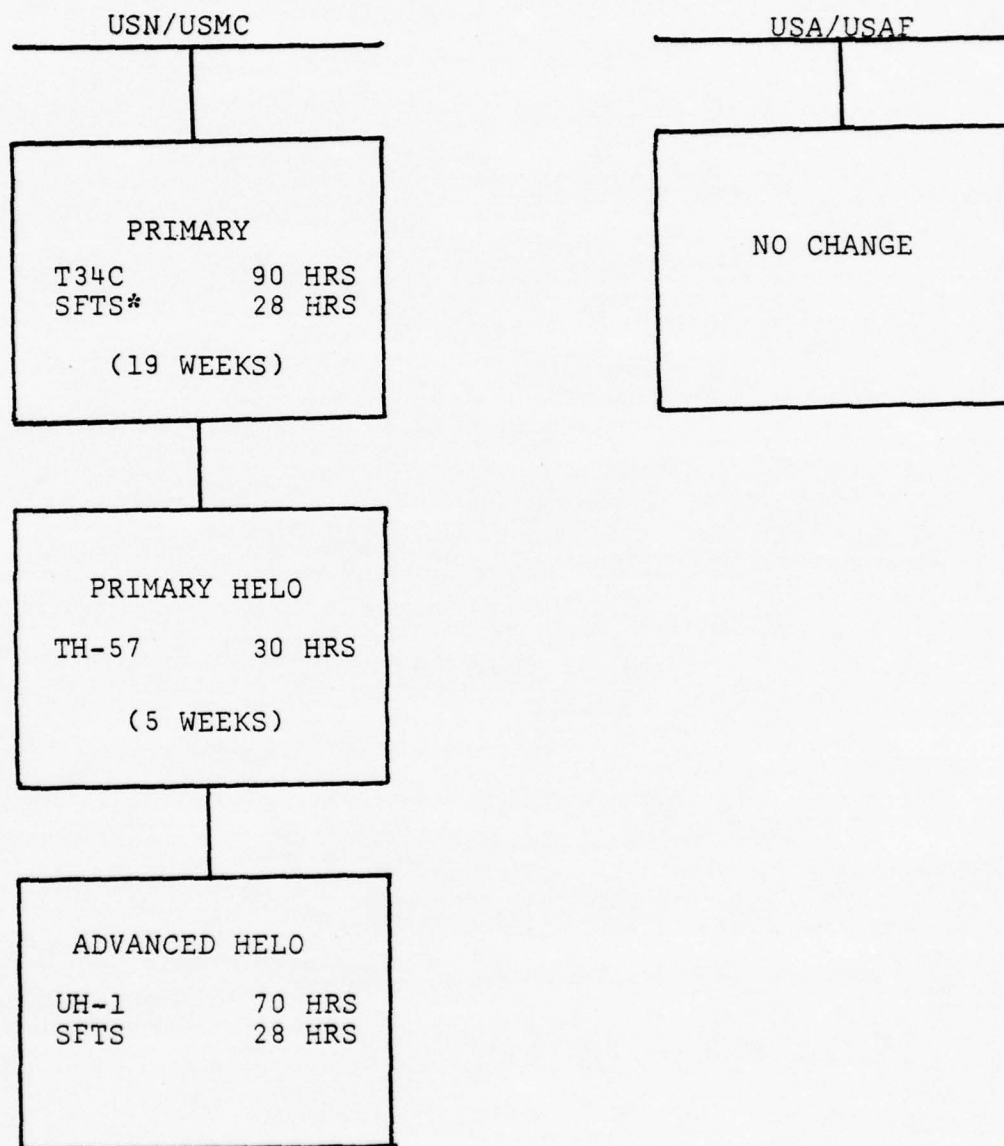 USN/USMC
PRIMARY
T34C 90 HRS
SFTS* 28 HRS
(19 WEEKS)
PRIMARY HELO
TH-57 30 HRS
(5 WEEKS)
ADVANCED HELO
UH-1 70 HRS
SFTS 28 HRS
USA/USAF
NO CHANGE